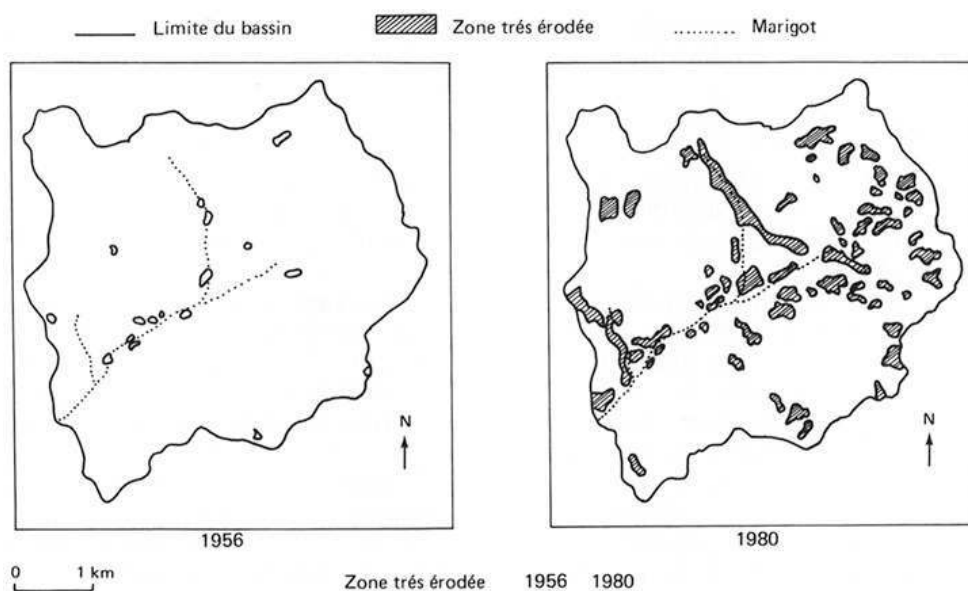 Limite du bassin Zone trés érodée Marigot
N N
1956 1980
0 1 km
Zone trés érodée 1956 1980